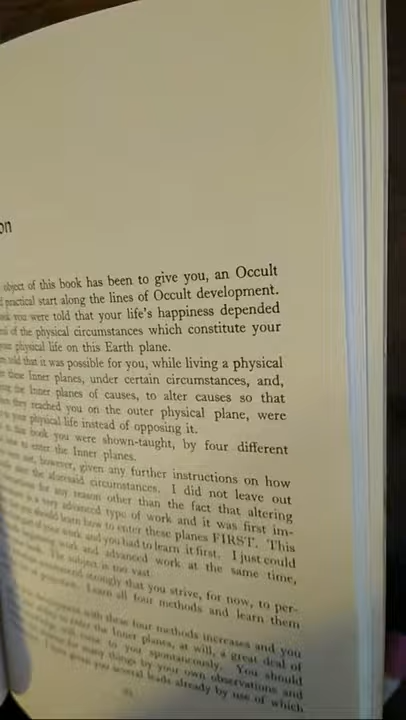 on
object of this book has been to give you, an Occult
practical start along the lines of Occult development.
you were told that your life's happiness depended
of the physical circumstances which constitute your
physical life on this Earth plane.
told that it was possible for you, while living a physical
these Inner planes, under certain circumstances, and,
the Inner planes of causes, to alter causes so that
they reached you on the outer physical plane, were
your physical life instead of opposing it.
book you were shown-taught, by four different
to enter the Inner planes.
however, given any further instructions on how
the aforesaid circumstances. I did not leave out
for any reason other than the fact that altering
is a very advanced type of work and it was first im-
you should learn how to enter these planes FIRST. This
work and you had to learn it first. I just could
work and advanced work at the same time,
book. The subject is too vast.
recommend strongly that you strive, for now, to per-
Learn all four methods and learn them
with these four methods increases and you
to enter the Inner planes, at will, a great deal of
will come to you spontaneously. You should
for many things by your own observations and
given you several leads already by use of which